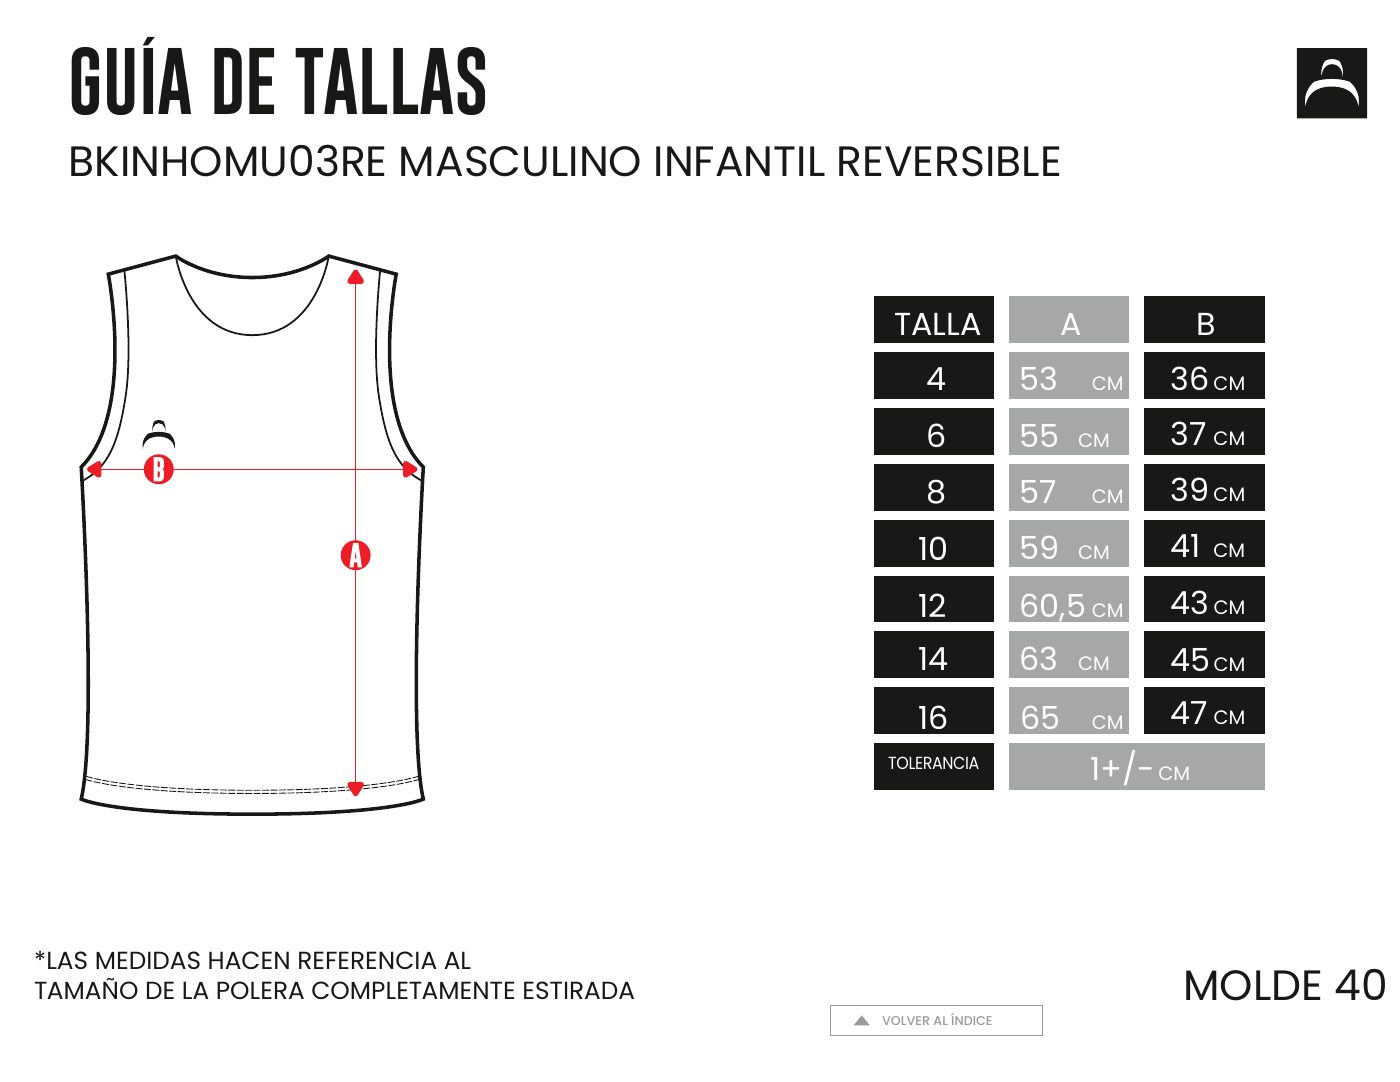 GUÍA DE TALLAS
BKINHOMU03RE MASCULINO INFANTIL REVERSIBLE
B
A
TALLA A B
4 53 CM 36 CM
6 55 CM 37 CM
8 57 CM 39 CM
10 59 CM 41 CM
12 60,5 CM 43 CM
14 63 CM 45 CM
16 65 CM 47 CM
TOLERANCIA 1+/- CM
*LAS MEDIDAS HACEN REFERENCIA AL
TAMAÑO DE LA POLERA COMPLETAMENTE ESTIRADA
MOLDE 40
VOLVER AL ÍNDICE